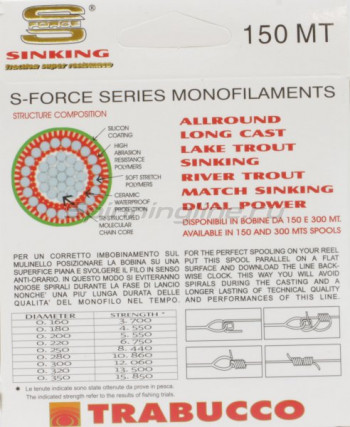 S
FORCE
SINKING
traction super resistance
150 MT
S-FORCE SERIES MONOFILAMENTS
STRUCTURE COMPOSITION
SILICON
COATING
HIGH
ABRASION
RESISTANCE
POLYMERS
SOFT STRETCH
POLYMERS
CERAMIC
WATERPROOF
STRUCTURED
MOLECULAR
CHAIN CORE
ALLROUND
LONG CAST
LAKE TROUT
SINKING
RIVER TROUT
MATCH SINKING
DUAL POWER
DISPONIBILI IN BOBINE DA 150 E 300 MT.
AVAILABLE IN 150 AND 300 MTS SPOOLS
PER UN CORRETTO IMBOBINAMENTO SUL
MULINELLO POSIZIONARE LA BOBINA SU UNA
SUPERFICE PIANA E SVOLGERE IL FILO IN SENSO
ANTI-ORARIO. IN QUESTO MODO SI EVITERANNO
NOIOSE SPIRALI DURANTE LA FASE DI LANCIO
NONCHE' UNA PIU' LUNGA DURATA DELLE
QUALITA DEL MONOFILO NEL TEMPO.
FOR THE PERFECT SPOOLING ON YOUR REEL
PUT THIS SPOOL PARALLEL ON A FLAT
SURFACE AND DOWNLOAD THE LINE BACK-
WISE CLOCK. THIS WAY YOU WILL AVOID
SPIRALS DURING THE CASTING AND A
LONGER LASTING OF TECHNICAL QUALITY
AND PERFORMANCES OF THIS LINE.
DIAMETER STRENGTH *
0.160 3.700
0.180 4.550
0.200 5.550
0.220 6.750
0.250 8.440
0.280 10.860
0.300 12.060
0.320 13.500
0.350 15.850
* Le tenute indicate sono state ottenute da prove in pesca.
The indicated strength refer to the results of fishing trials.
TRABUCCO